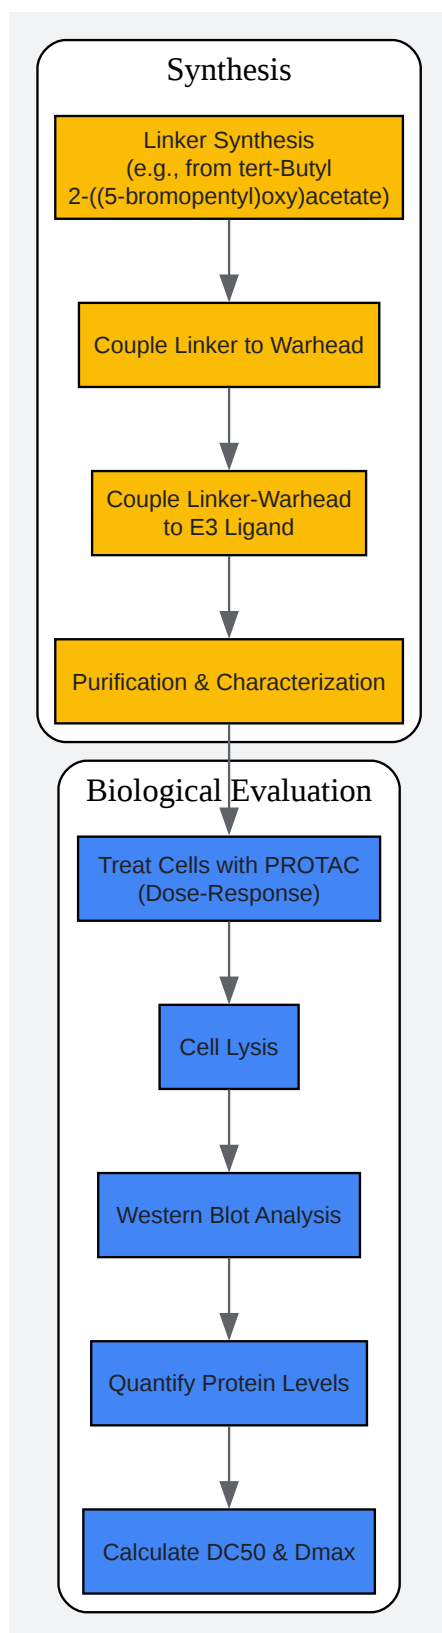 Synthesis
Linker Synthesis
(e.g., from tert-Butyl
2-((5-bromopentyl)oxy)acetate)
Couple Linker to Warhead
Couple Linker-Warhead
to E3 Ligand
Purification & Characterization
Biological Evaluation
Treat Cells with PROTAC
(Dose-Response)
Cell Lysis
Western Blot Analysis
Quantify Protein Levels
Calculate DC50 & Dmax